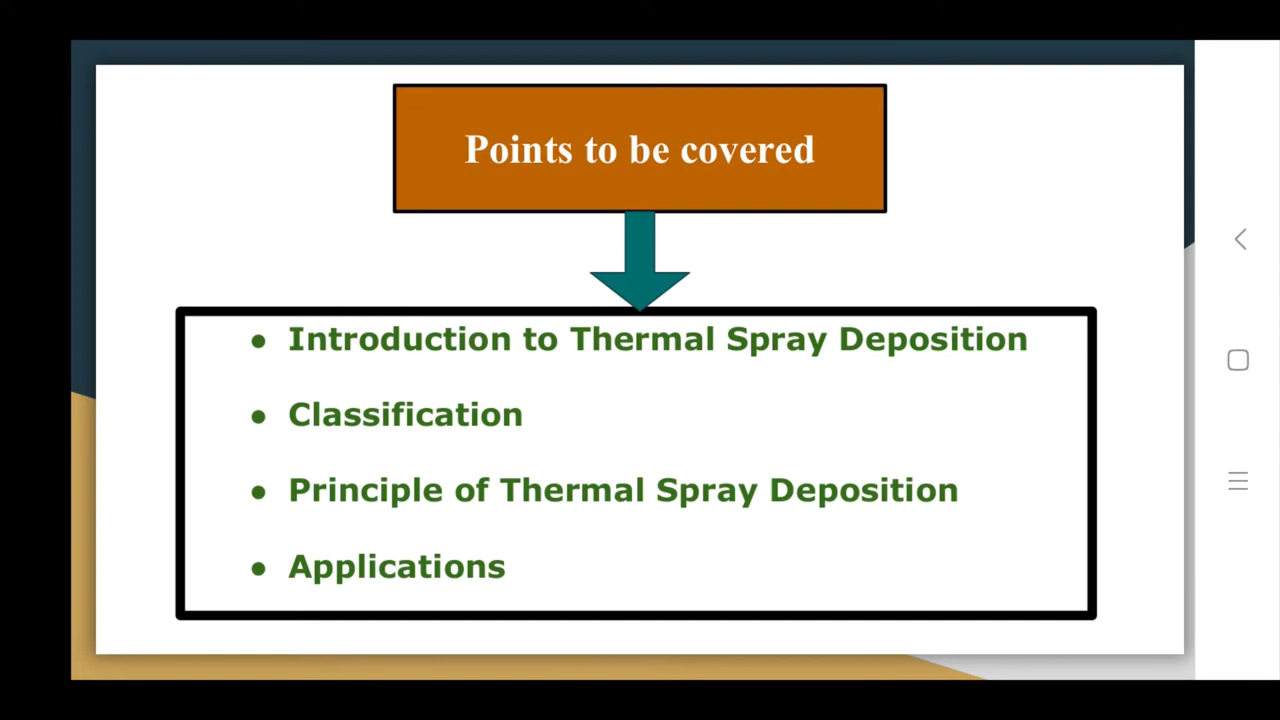 Points to be covered
● Introduction to Thermal Spray Deposition
● Classification
● Principle of Thermal Spray Deposition
● Applications